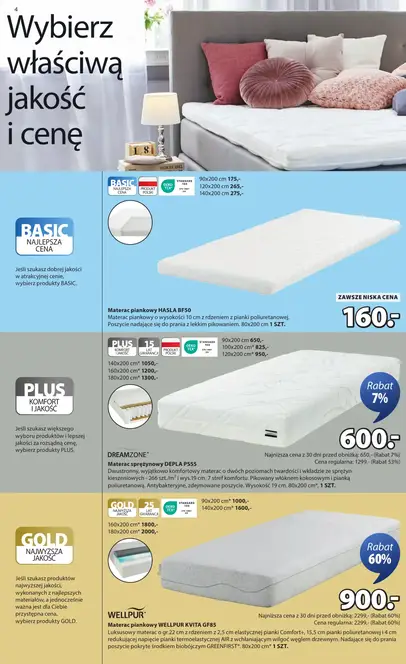 4
Wybierz
właściwą
jakość
i cenę
BASIC
NAJLEPSZA
CENA
PRODUKT
POLSKI
STANDARD
100
90x200 cm 175,-
120x200 cm 265,-
140x200 cm 275,-
BASIC
NAJLEPSZA
CENA
Jeśli szukasz dobrej jakości
w atrakcyjnej cenie,
wybierz produkty BASIC.
ZAWSZE NISKA CENA
160.-
Materac piankowy HASLA BF50
Materac piankowy o wysokości 10 cm z rdzeniem z pianki poliuretanowej.
Poszycie nadające się do prania z lekkim pikowaniem. 80x200 cm 1 SZT.
PLUS
KOMFORT
I JAKOŚĆ
15
LAT
GWARANCJI
PRODUKT
POLSKI
STANDARD
100
90x200 cm 650,-
100x200 cm* 825,-
120x200 cm* 950,-
140x200 cm* 1050,-
160x200 cm* 1200,-
180x200 cm* 1300,-
PLUS
KOMFORT
I JAKOŚĆ
Jeśli szukasz większego
wyboru produktów i lepszej
jakości za rozsądną cenę,
wybierz produkty PLUS.
Rabat
7%
600.-
DREAMZONE
Najniższa cena z 30 dni przed obniżką: 650,-(Rabat 7%)
Cena regularna: 1299.- (Rabat 53%)
Materac sprężynowy DEPLA PS55
Dwustronny, wyjątkowo komfortowy materac o dwóch poziomach twardości i wkładzie ze sprężyn
kieszeniowych - 266 szt./m² i wys.19 cm. 7 stref komfortu. Pikowany włóknem kokosowym i pianką
poliuretanową. Antybakteryjne, zdejmowane poszycie. Wysokość 19 cm. 80x200 cm*. 1 SZT.
GOLD
NAJWYŻSZA
JAKOŚĆ
25
LAT
GWARANCJI
STANDARD
100
90x200 cm* 1000,-
140x200 cm* 1600,-
160x200 cm* 1800,-
180x200 cm* 2000,-
GOLD
NAJWYŻSZA
JAKOŚĆ
Jeśli szukasz produktów
najwyższej jakości,
wykonanych z najlepszych
materiałów, a jednocześnie
ważna jest dla Ciebie
przystępna cena,
wybierz produkty GOLD.
Rabat
60%
900.-
WELLPUR
Najniższa cena z 30 dni przed obniżką: 2299,-(Rabat 60%)
Cena regularna: 2299.-(Rabat 60%)
Materac piankowy WELLPUR KVITA GF85
Luksusowy materac o gr.22 cm z rdzeniem z 2,5 cm elastycznej pianki Comfort+, 15,5 cm pianki poliuretanowej i 4 cm
redukującej napięcie pianki termoelastycznej AIR z wchłaniającym wilgoć węglem drzewnym. Nadające się do prania
poszycie pokryte środkiem biobójczym GREENFIRST®. 80x200 cm* 1 SZT.